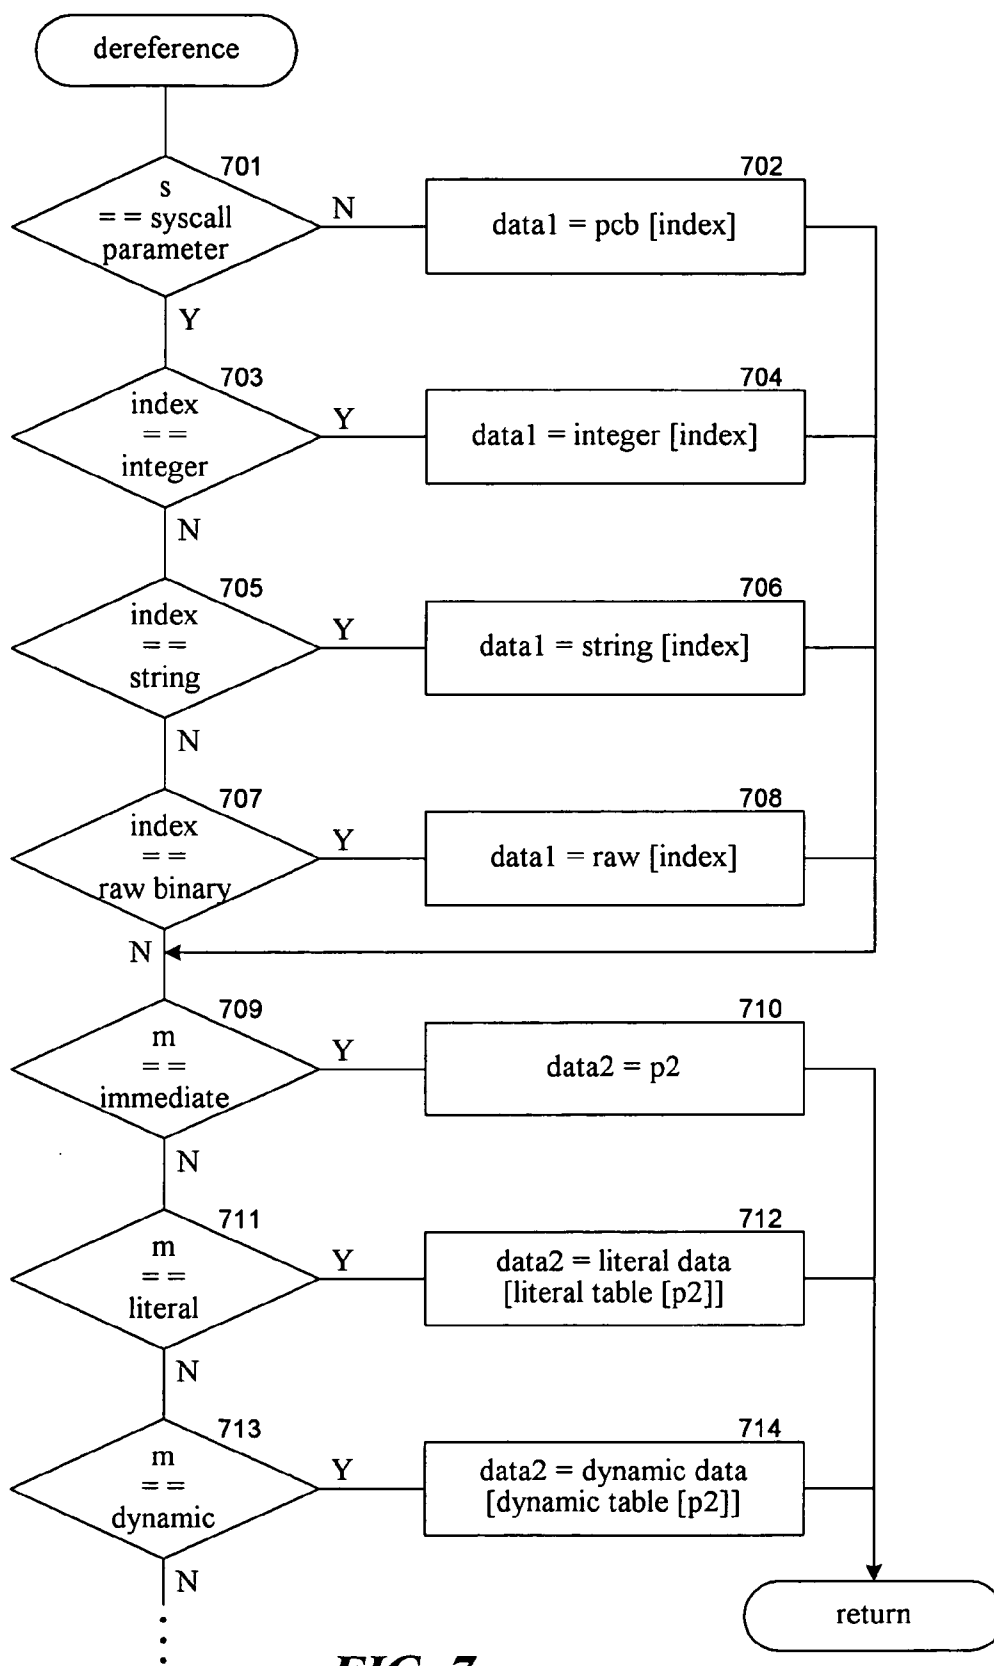 dereference
701
s
== syscall
parameter
N
702
data1 = pcb [index]
Y
703
index
==
integer
Y
704
data1 = integer [index]
N
705
index
==
string
Y
706
data1 = string [index]
N
707
index
==
raw binary
Y
708
data1 = raw [index]
N
709
m
==
immediate
Y
710
data2 = p2
N
711
m
==
literal
Y
712
data2 = literal data
[literal table [p2]]
N
713
m
==
dynamic
Y
714
data2 = dynamic data
[dynamic table [p2]]
N
return
FIG. 7